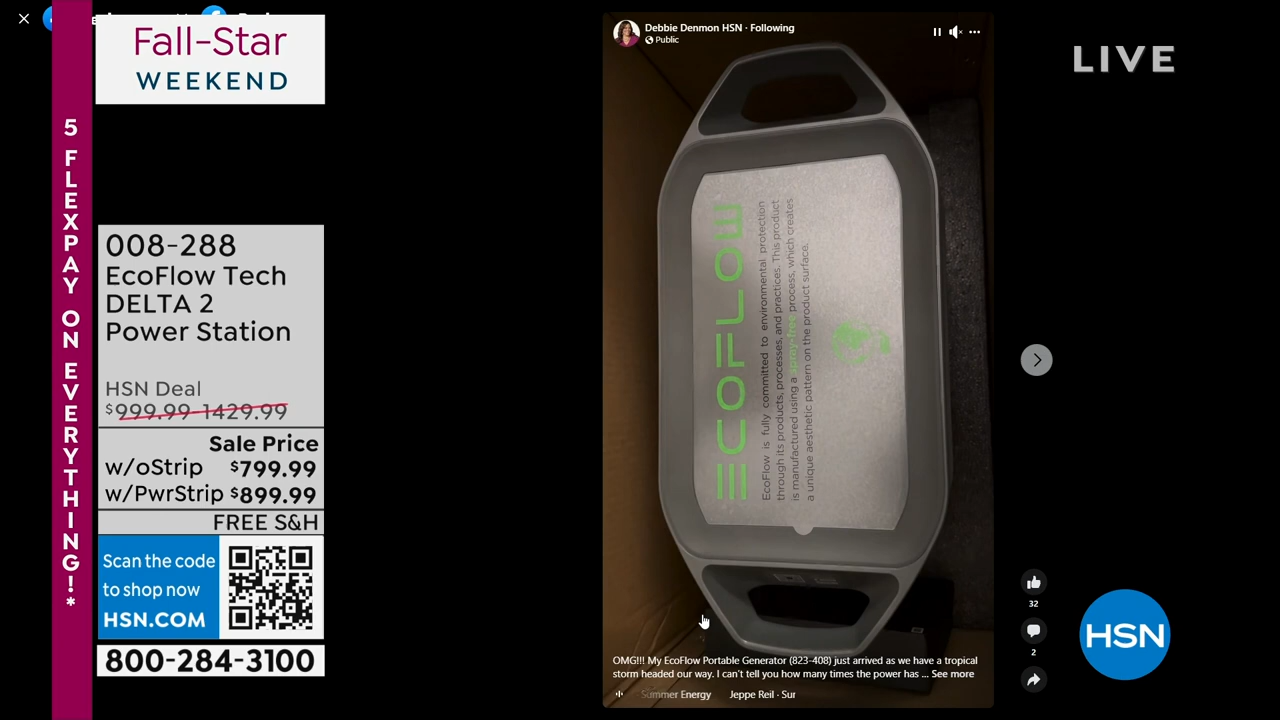 Fall-Star
WEEKEND
5 FLEXPAY ON EVERYTHING!*
008-288
EcoFlow Tech
DELTA 2
Power Station
HSN Deal
$999.99-1429.99
Sale Price
w/oStrip $799.99
w/PwrStrip $899.99
FREE S&H
Scan the code
to shop now
HSN.COM
800-284-3100
Debbie Denmon HSN · Following
Public
ECOFLOW
EcoFlow is fully committed to environmental protection
through its products, processes, and practices. This product
is manufactured using a spray-free process, which creates
a unique aesthetic pattern on the product surface.
OMG!!! My EcoFlow Portable Generator (823-408) just arrived as we have a tropical
storm headed our way. I can't tell you how many times the power has ... See more
Summer Energy Jeppe Reil · Sur
32
2
LIVE
HSN